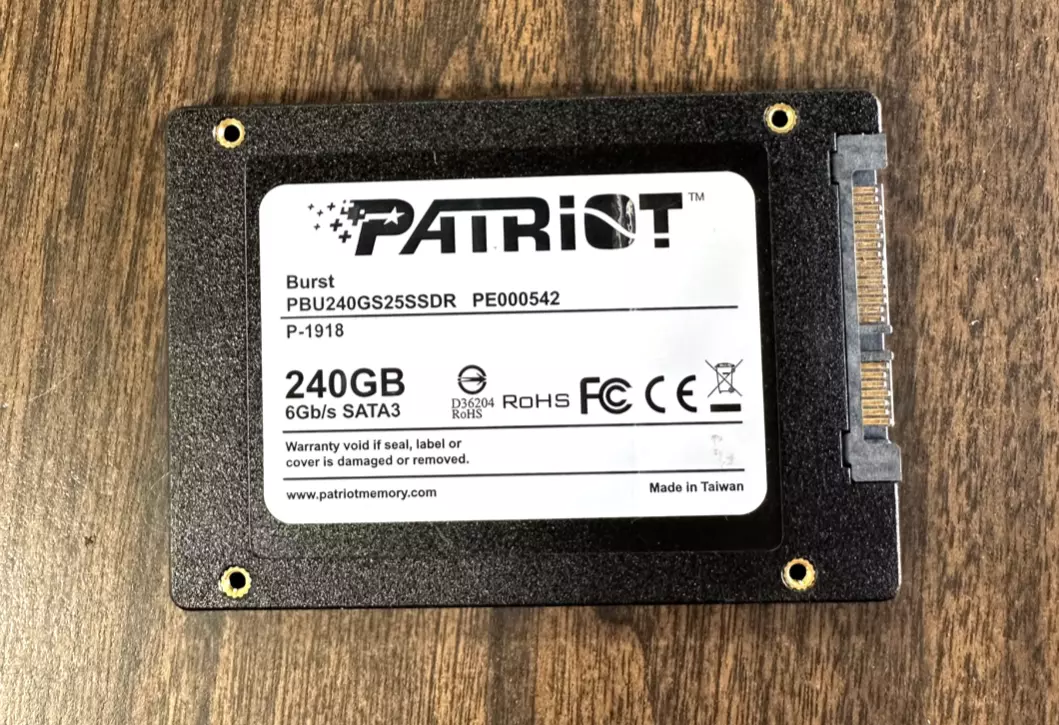 PATRiOT™
Burst
PBU240GS25SSDR PE000542
P-1918
240GB
6Gb/s SATA3
D36204
RoHS
RoHS FC CE
Warranty void if seal, label or
cover is damaged or removed.
www.patriotmemory.com
Made in Taiwan